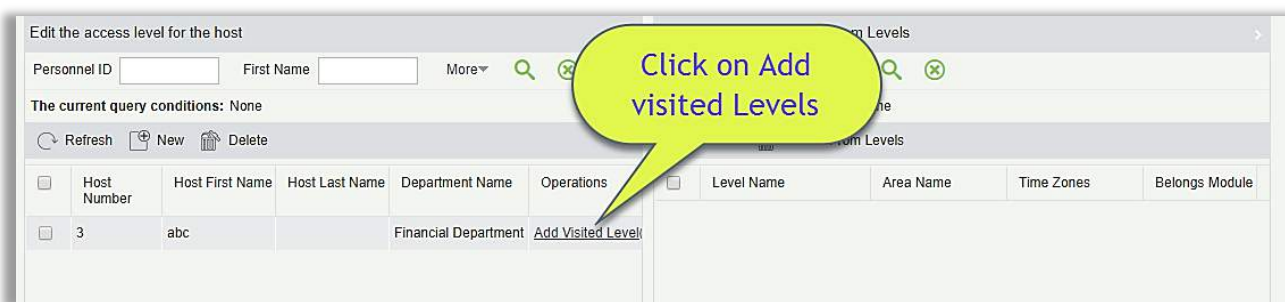 Edit the access level for the host
Levels
Personnel ID First Name More
The current query conditions: None
Refresh New Delete
Levels
Click on Add
visited Levels
Host Number Host First Name Host Last Name Department Name Operations
3 abc Financial Department Add Visited Level(
Level Name Area Name Time Zones Belongs Module